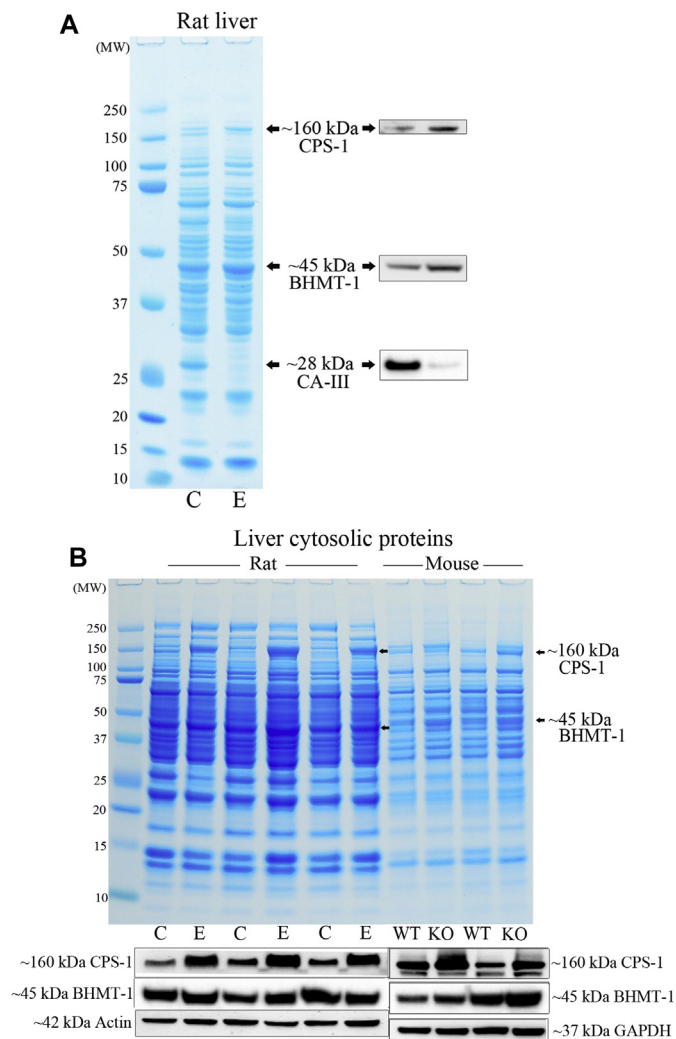 A
Rat liver
(MW)
250
150
100
75
50
37
25
20
15
10
~160 kDa
CPS-1
~45 kDa
BHMT-1
~28 kDa
CA-III
C E
B
Liver cytosolic proteins
Rat Mouse
(MW)
250
150
100
75
50
37
25
20
15
10
~160 kDa
CPS-1
~45 kDa
BHMT-1
C E C E C E WT KO WT KO
~160 kDa CPS-1 ~160 kDa CPS-1
~45 kDa BHMT-1 ~45 kDa BHMT-1
~42 kDa Actin ~37 kDa GAPDH